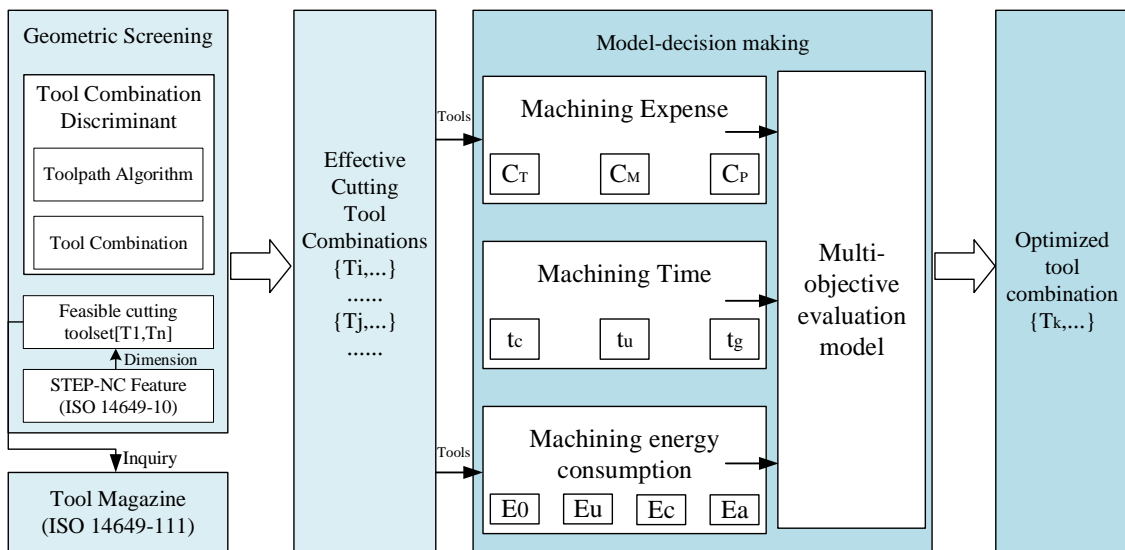 Geometric Screening
Tool Combination
Discriminant
Toolpath Algorithm
Tool Combination
Feasible cutting
toolset[T1,Tn]
Dimension
STEP-NC Feature
(ISO 14649-10)
Inquiry
Tool Magazine
(ISO 14649-111)
Effective
Cutting
Tool
Combinations
{Ti,...}
......
{Tj,...}
......
Tools
Tools
Model-decision making
Machining Expense
CT
CM
CP
Machining Time
tc
tu
tg
Machining energy
consumption
E0
Eu
Ec
Ea
Multi-
objective
evaluation
model
Optimized
tool
combination
{Tk,...}